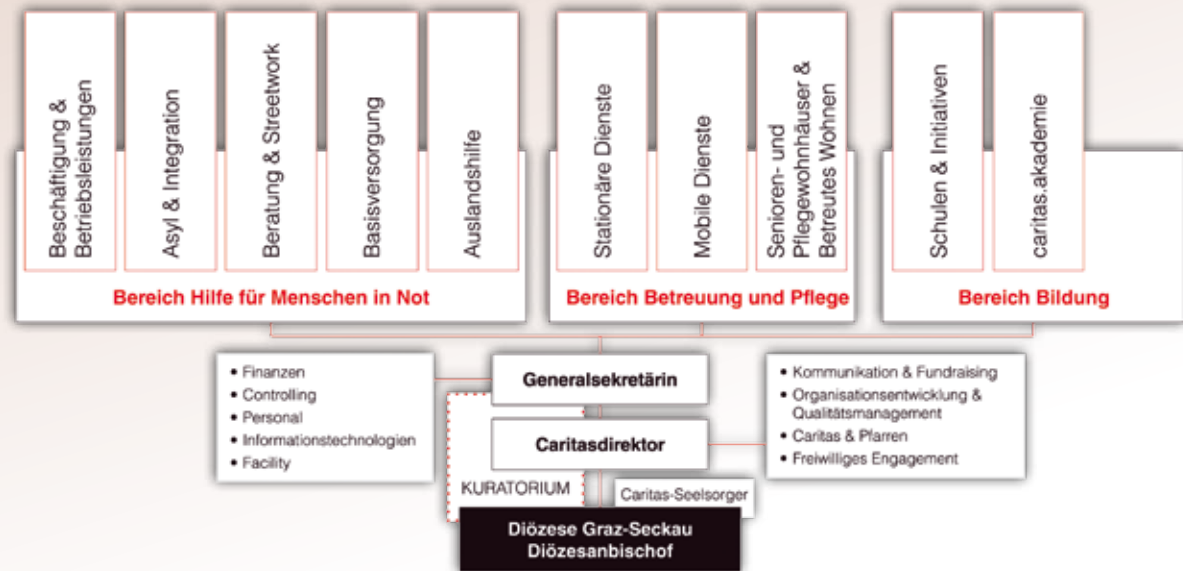 Beschäftigung &
Betriebsleistungen
Asyl & Integration
Beratung & Streetwork
Basisversorgung
Auslandshilfe
Bereich Hilfe für Menschen in Not
Stationäre Dienste
Mobile Dienste
Senioren- und
Pflegewohnhäuser &
Betreutes Wohnen
Bereich Betreuung und Pflege
Schulen & Initiativen
caritas.akademie
Bereich Bildung
• Finanzen
• Controlling
• Personal
• Informationstechnologien
• Facility
Generalsekretärin
Caritasdirektor
KURATORIUM
• Kommunikation & Fundraising
• Organisationsentwicklung &
Qualitätsmanagement
• Caritas & Pfarren
• Freiwilliges Engagement
Caritas-Seelsorger
Diözese Graz-Seckau
Diözesanbischof